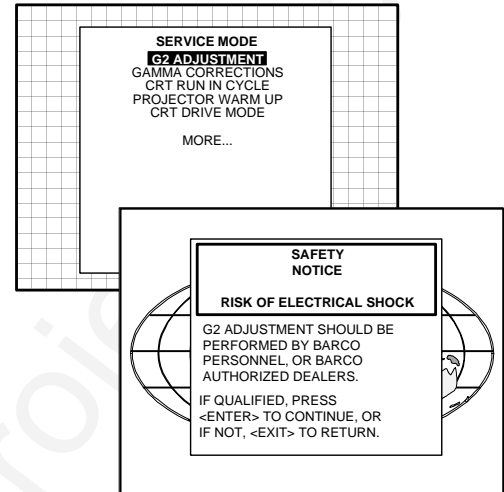 SERVICE MODE
G2 ADJUSTMENT
GAMMA CORRECTIONS
CRT RUN IN CYCLE
PROJECTOR WARM UP
CRT DRIVE MODE
MORE...
SAFETY
NOTICE
RISK OF ELECTRICAL SHOCK
G2 ADJUSTMENT SHOULD BE
PERFORMED BY BARCO
PERSONNEL, OR BARCO
AUTHORIZED DEALERS.
IF QUALIFIED, PRESS
<ENTER> TO CONTINUE, OR
IF NOT, <EXIT> TO RETURN.